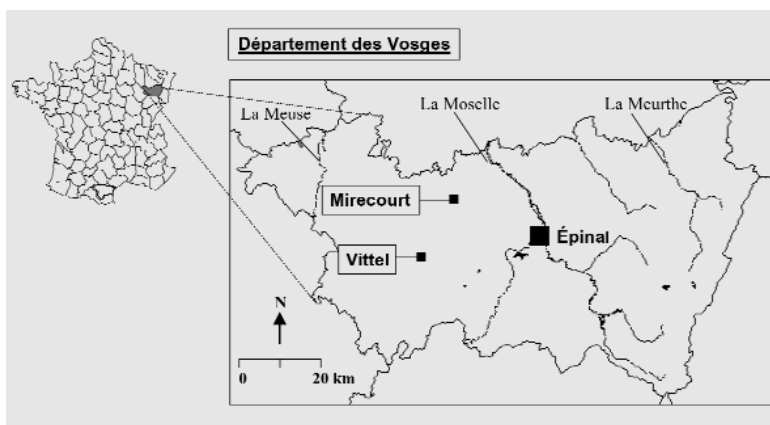 Département des Vosges
La Meuse
La Moselle
La Meurthe
Mirecourt
Épinal
Vittel
N
0 20 km